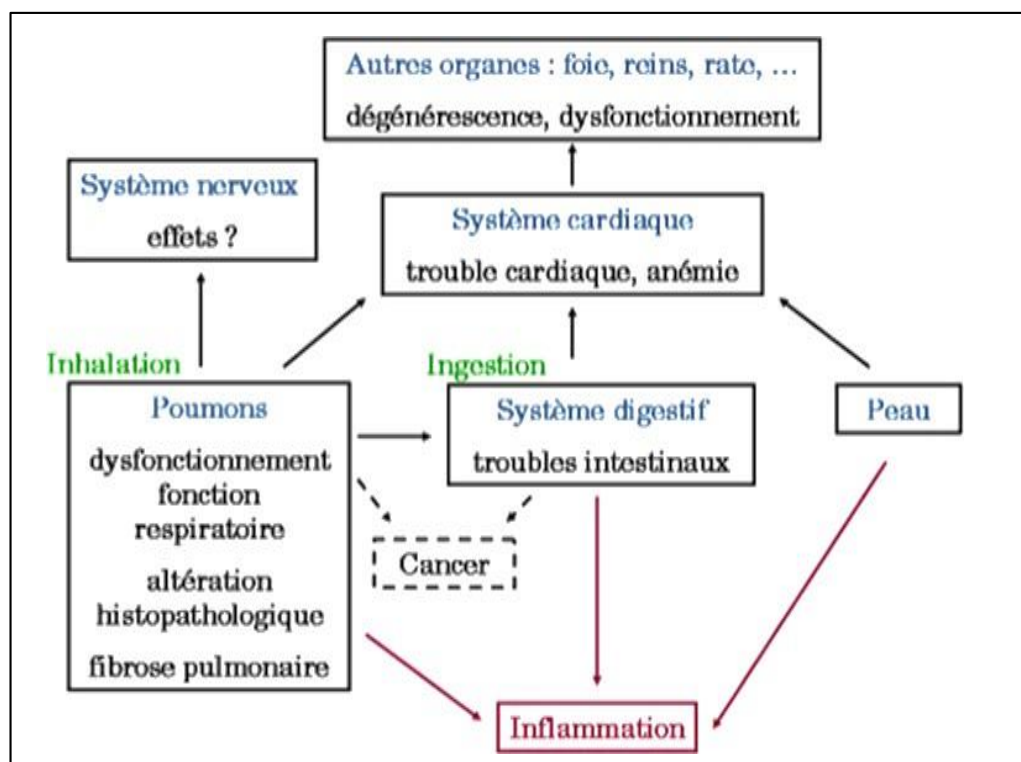 Autres organes : foie, reins, rate, ...
dégénérescence, dysfonctionnement
Système nerveux
effets ?
Système cardiaque
trouble cardiaque, anémie
Inhalation
Ingestion
Poumons
dysfonctionnement
fonction
respiratoire
altération
histopathologique
fibrose pulmonaire
Système digestif
troubles intestinaux
Peau
Cancer
Inflammation